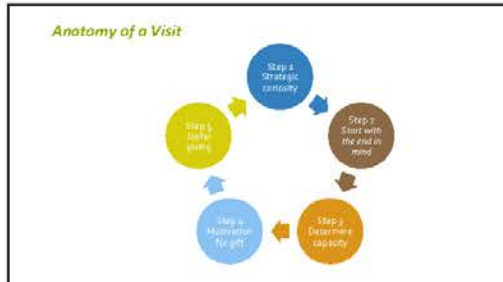 Anatomy of a Visit
Step 1
Strategic
curiosity
Step 2
Start with
the end in
mind
Step 3
Determine
capacity
Step 4
Motivation
for gift
Step 5
Joyful
giving